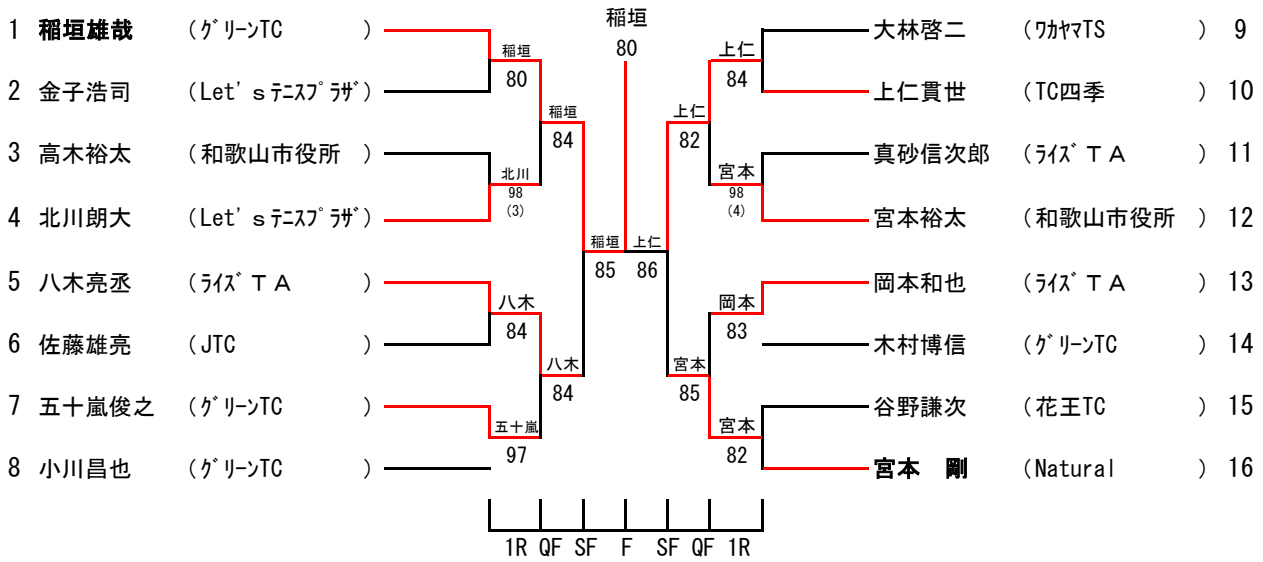 稲垣
80
1 稲垣雄哉 (グリーンTC )
2 金子浩司 (Let'sテニスプラザ)
3 高木裕太 (和歌山市役所 )
4 北川朗大 (Let'sテニスプラザ)
5 八木亮丞 (ライズTA )
6 佐藤雄亮 (JTC )
7 五十嵐俊之 (グリーンTC )
8 小川昌也 (グリーンTC )
稲垣
80
北川
98
(3)
八木
84
五十嵐
97
稲垣
84
八木
84
稲垣
85
上仁
86
上仁
82
宮本
85
上仁
84
宮本
98
(4)
岡本
83
宮本
82
大林啓二 (ワカヤマTS ) 9
上仁貫世 (TC四季 ) 10
真砂信次郎 (ライズTA ) 11
宮本裕太 (和歌山市役所 ) 12
岡本和也 (ライズTA ) 13
木村博信 (グリーンTC ) 14
谷野謙次 (花王TC ) 15
宮本 剛 (Natural ) 16
1R QF SF F SF QF 1R